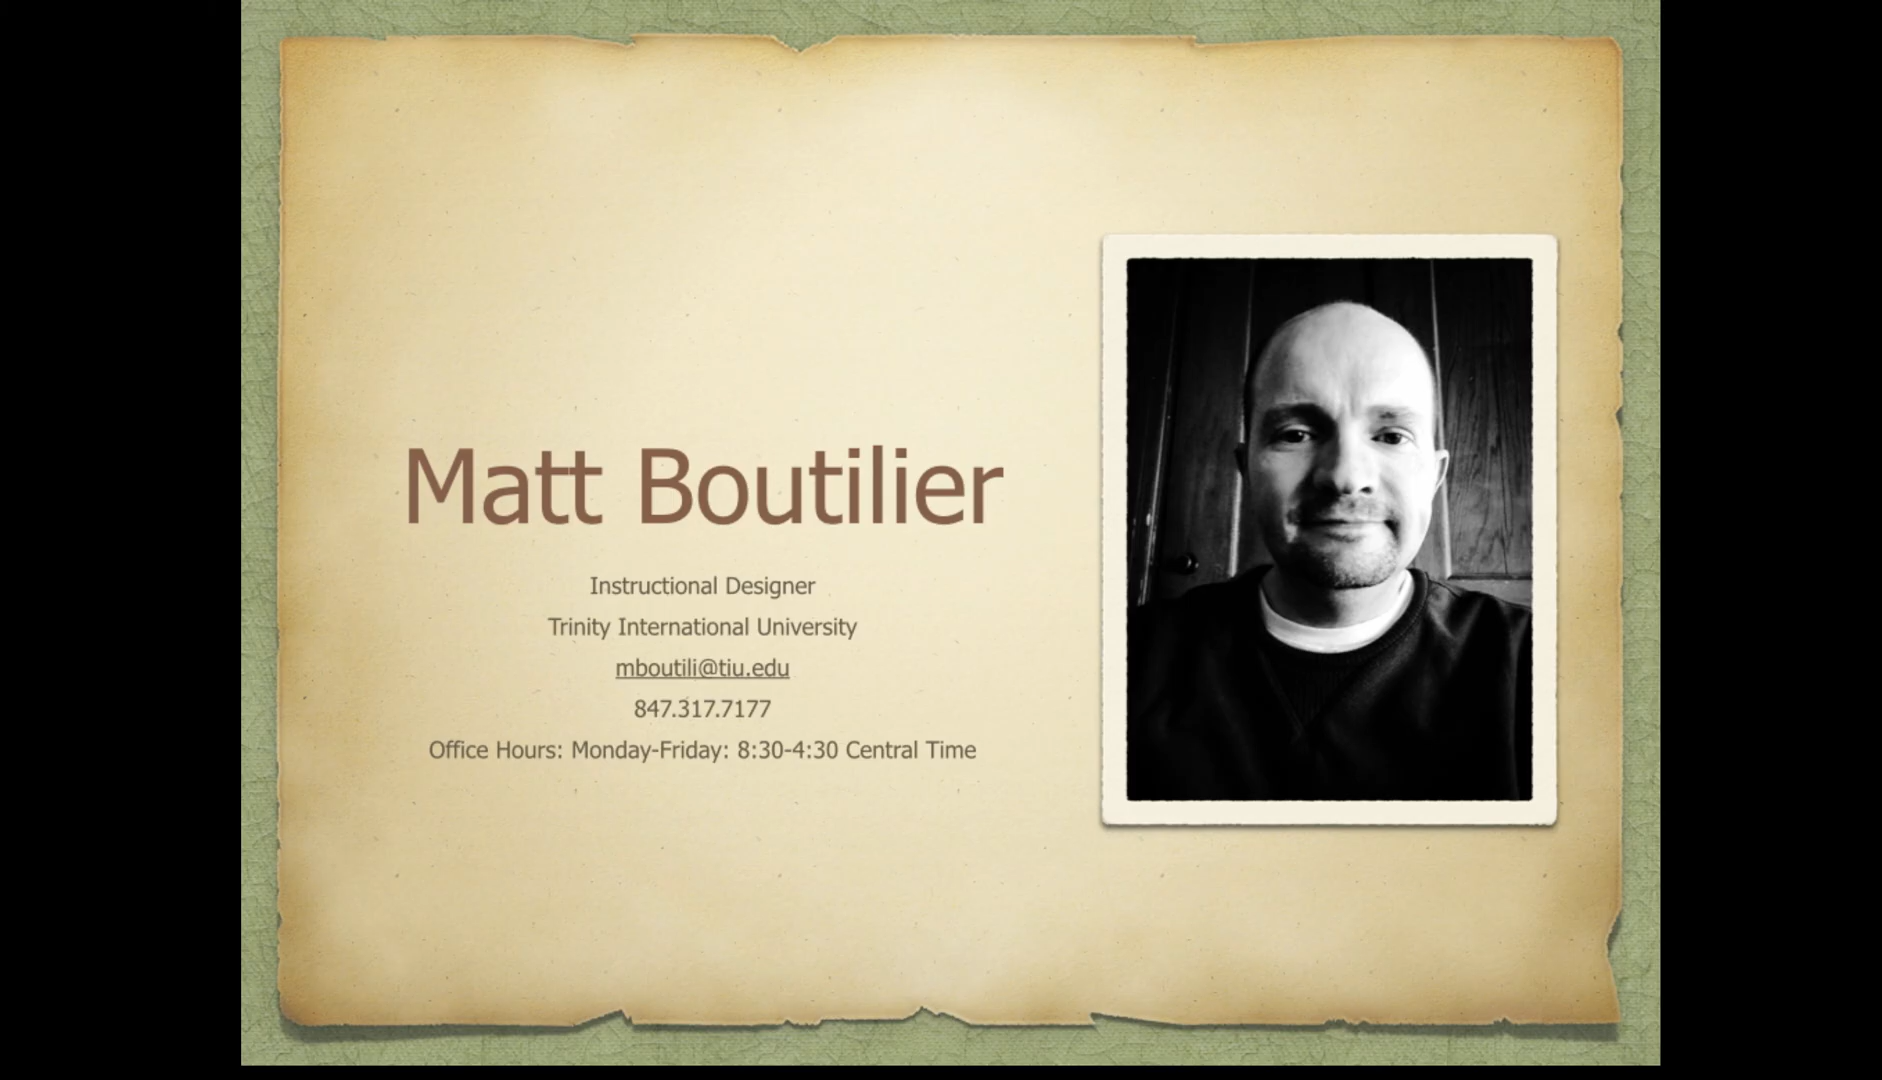 Matt Boutilier
Instructional Designer
Trinity International University
mboutili@tiu.edu
847.317.7177
Office Hours: Monday-Friday: 8:30-4:30 Central Time